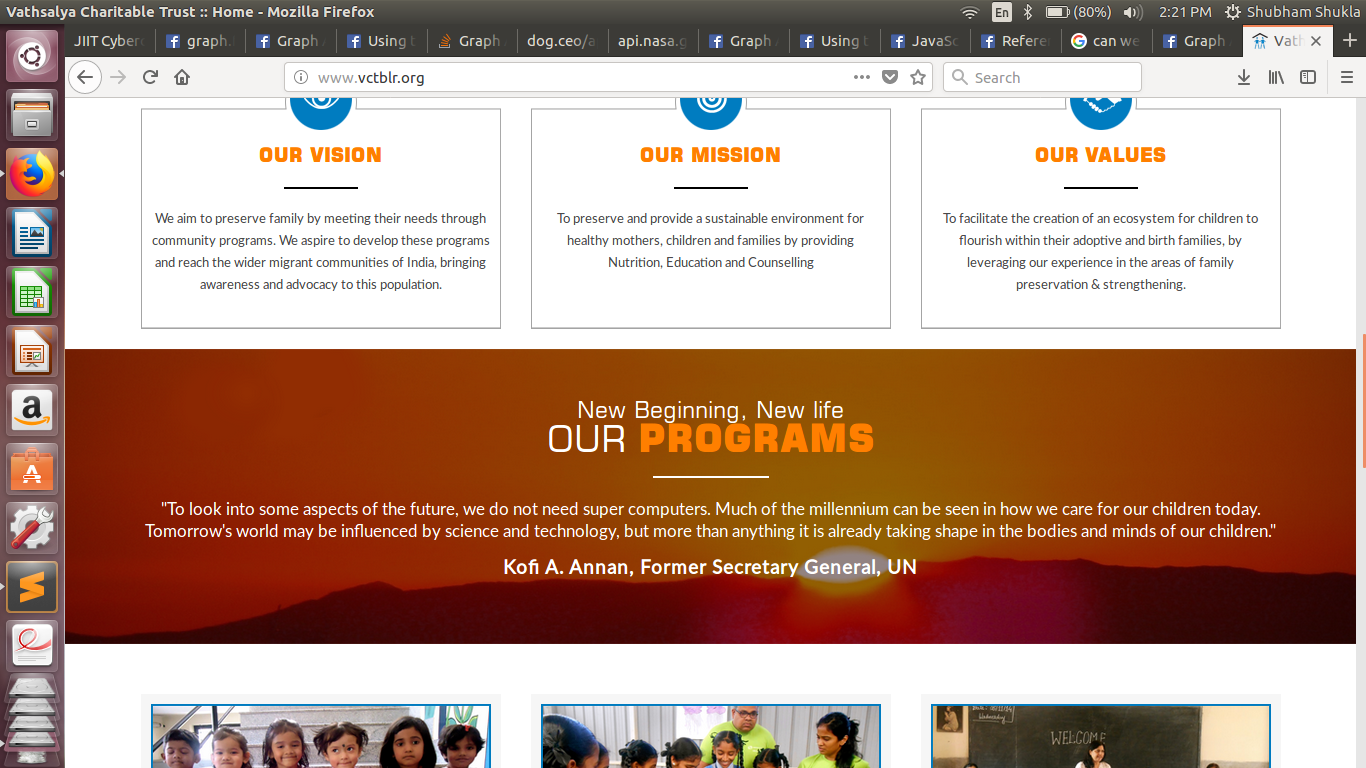 Vathsalya Charitable Trust :: Home - Mozilla Firefox
En
(80%)
2:21 PM
Shubham Shukla
JIIT Cyber
graph.
Graph
Using t
Graph
dog.ceo/a
api.nasa.g
Graph
Using t
JavaSc
Refere
can we
Graph
Vath
www.vctblr.org
Search
OUR VISION
We aim to preserve family by meeting their needs through
community programs. We aspire to develop these programs
and reach the wider migrant communities of India, bringing
awareness and advocacy to this population.
OUR MISSION
To preserve and provide a sustainable environment for
healthy mothers, children and families by providing
Nutrition, Education and Counselling
OUR VALUES
To facilitate the creation of an ecosystem for children to
flourish within their adoptive and birth families, by
leveraging our experience in the areas of family
preservation & strengthening.
New Beginning, New life
OUR PROGRAMS
"To look into some aspects of the future, we do not need super computers. Much of the millennium can be seen in how we care for our children today.
Tomorrow's world may be influenced by science and technology, but more than anything it is already taking shape in the bodies and minds of our children."
Kofi A. Annan, Former Secretary General, UN
Wednesday
WELCOME